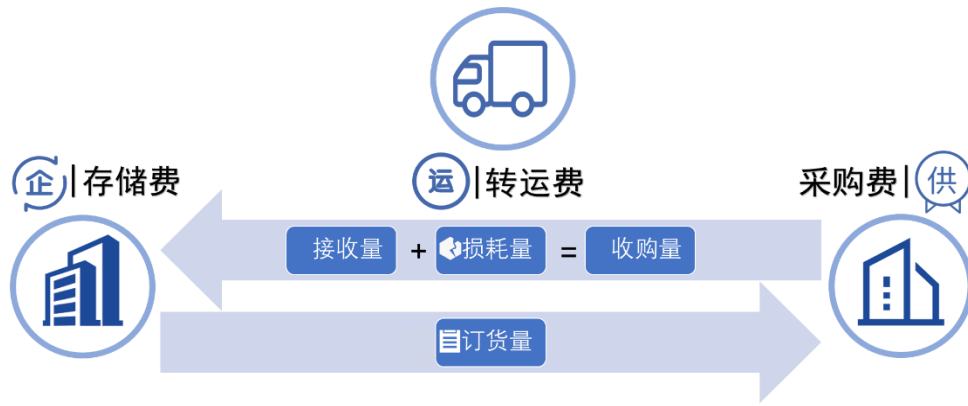 企|存储费
运|转运费
采购费|供
接收量 + 损耗量 = 收购量
订货量